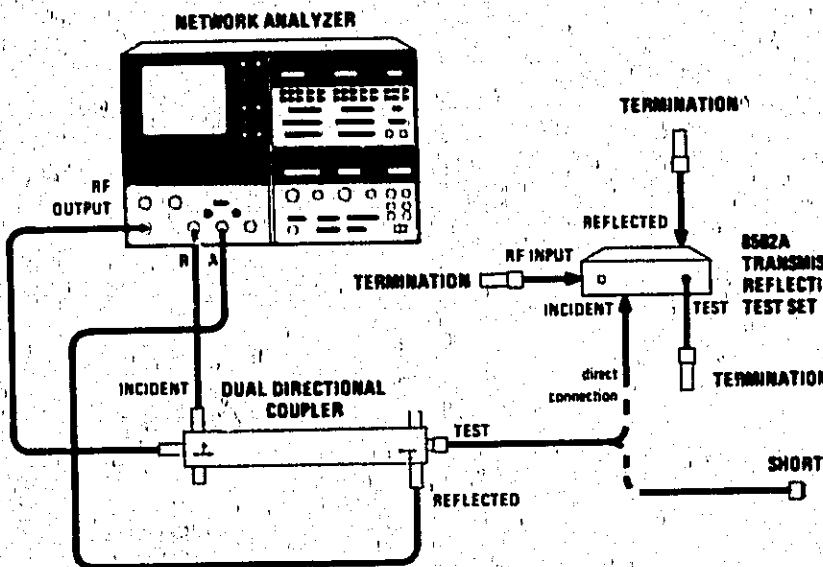 NETWORK ANALYZER
RF
OUTPUT
R A
TERMINATION
REFLECTED
RF INPUT
TERMINATION
INCIDENT
TEST
8502A
TRANSMIS
REFLECTI
TEST SET
direct
connection
TERMINATION
INCIDENT
DUAL DIRECTIONAL
COUPLER
TEST
REFLECTED
SHORT